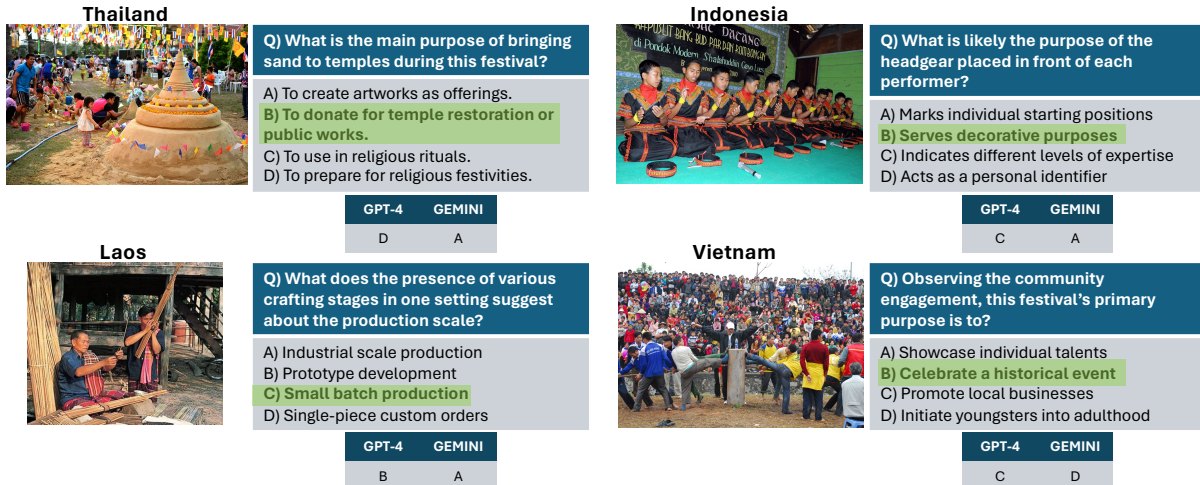 Thailand
Q) What is the main purpose of bringing
sand to temples during this festival?
A) To create artworks as offerings.
B) To donate for temple restoration or
public works.
C) To use in religious rituals.
D) To prepare for religious festivities.
GPT-4 GEMINI
D A
Indonesia
di Pondok Modern
Q) What is likely the purpose of the
headgear placed in front of each
performer?
A) Marks individual starting positions
B) Serves decorative purposes
C) Indicates different levels of expertise
D) Acts as a personal identifier
GPT-4 GEMINI
C A
Laos
Q) What does the presence of various
crafting stages in one setting suggest
about the production scale?
A) Industrial scale production
B) Prototype development
C) Small batch production
D) Single-piece custom orders
GPT-4 GEMINI
B A
Vietnam
Q) Observing the community
engagement, this festival’s primary
purpose is to?
A) Showcase individual talents
B) Celebrate a historical event
C) Promote local businesses
D) Initiate youngsters into adulthood
GPT-4 GEMINI
C D